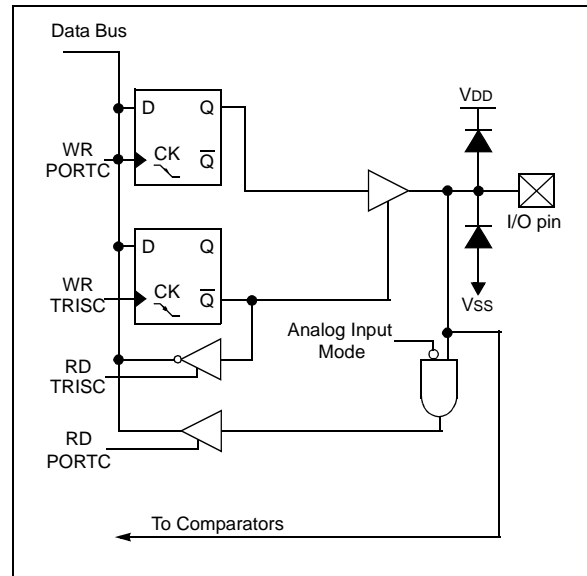 Data Bus
D Q
WR
PORTC
CK Q̅
VDD
I/O pin
VSS
D Q
WR
TRISC
CK Q̅
Analog Input
Mode
RD
TRISC
RD
PORTC
To Comparators